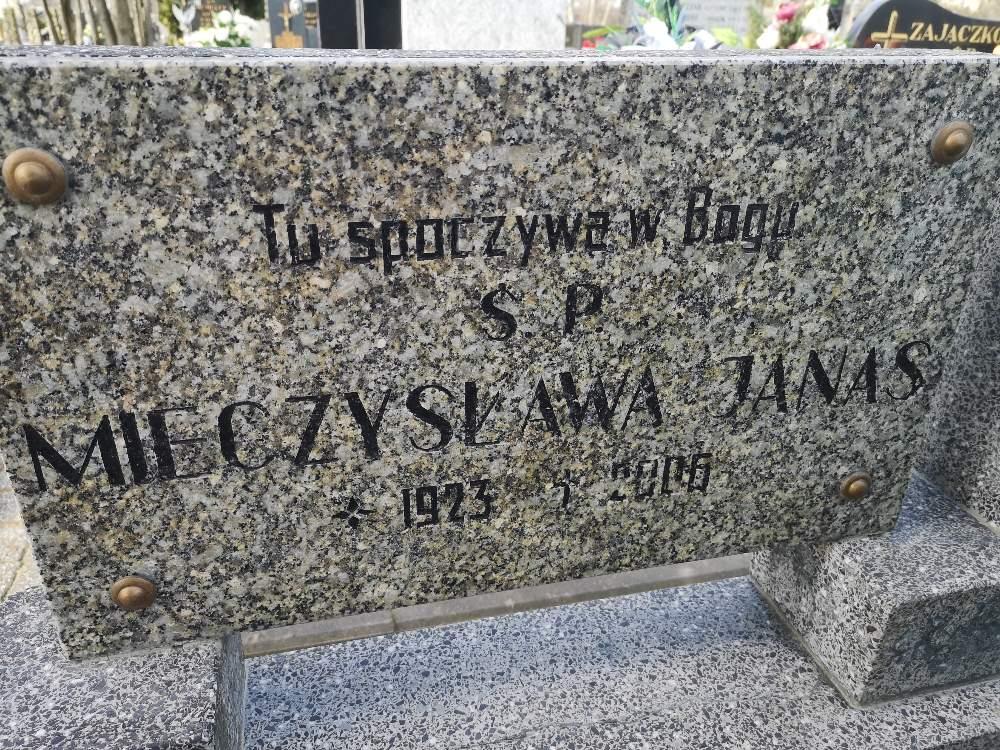 ZAJĄCZKO
Tu spoczywa w Bogu
Ś P
MIECZYSŁAWA JANAS
1923 † 2006